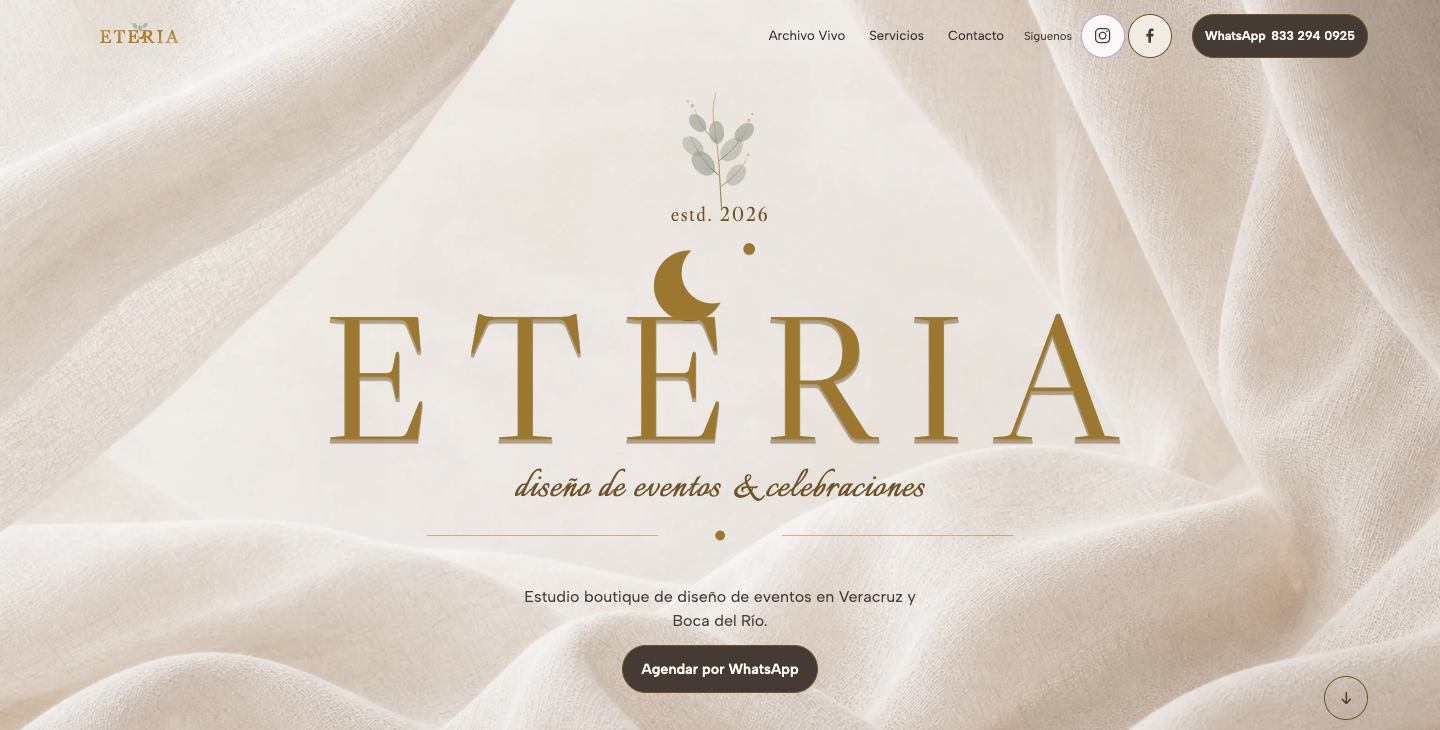 ETERIA
Archivo Vivo
Servicios
Contacto
Síguenos
WhatsApp 833 294 0925
estd. 2026
ETERIA
diseño de eventos & celebraciones
Estudio boutique de diseño de eventos en Veracruz y
Boca del Río.
Agendar por WhatsApp